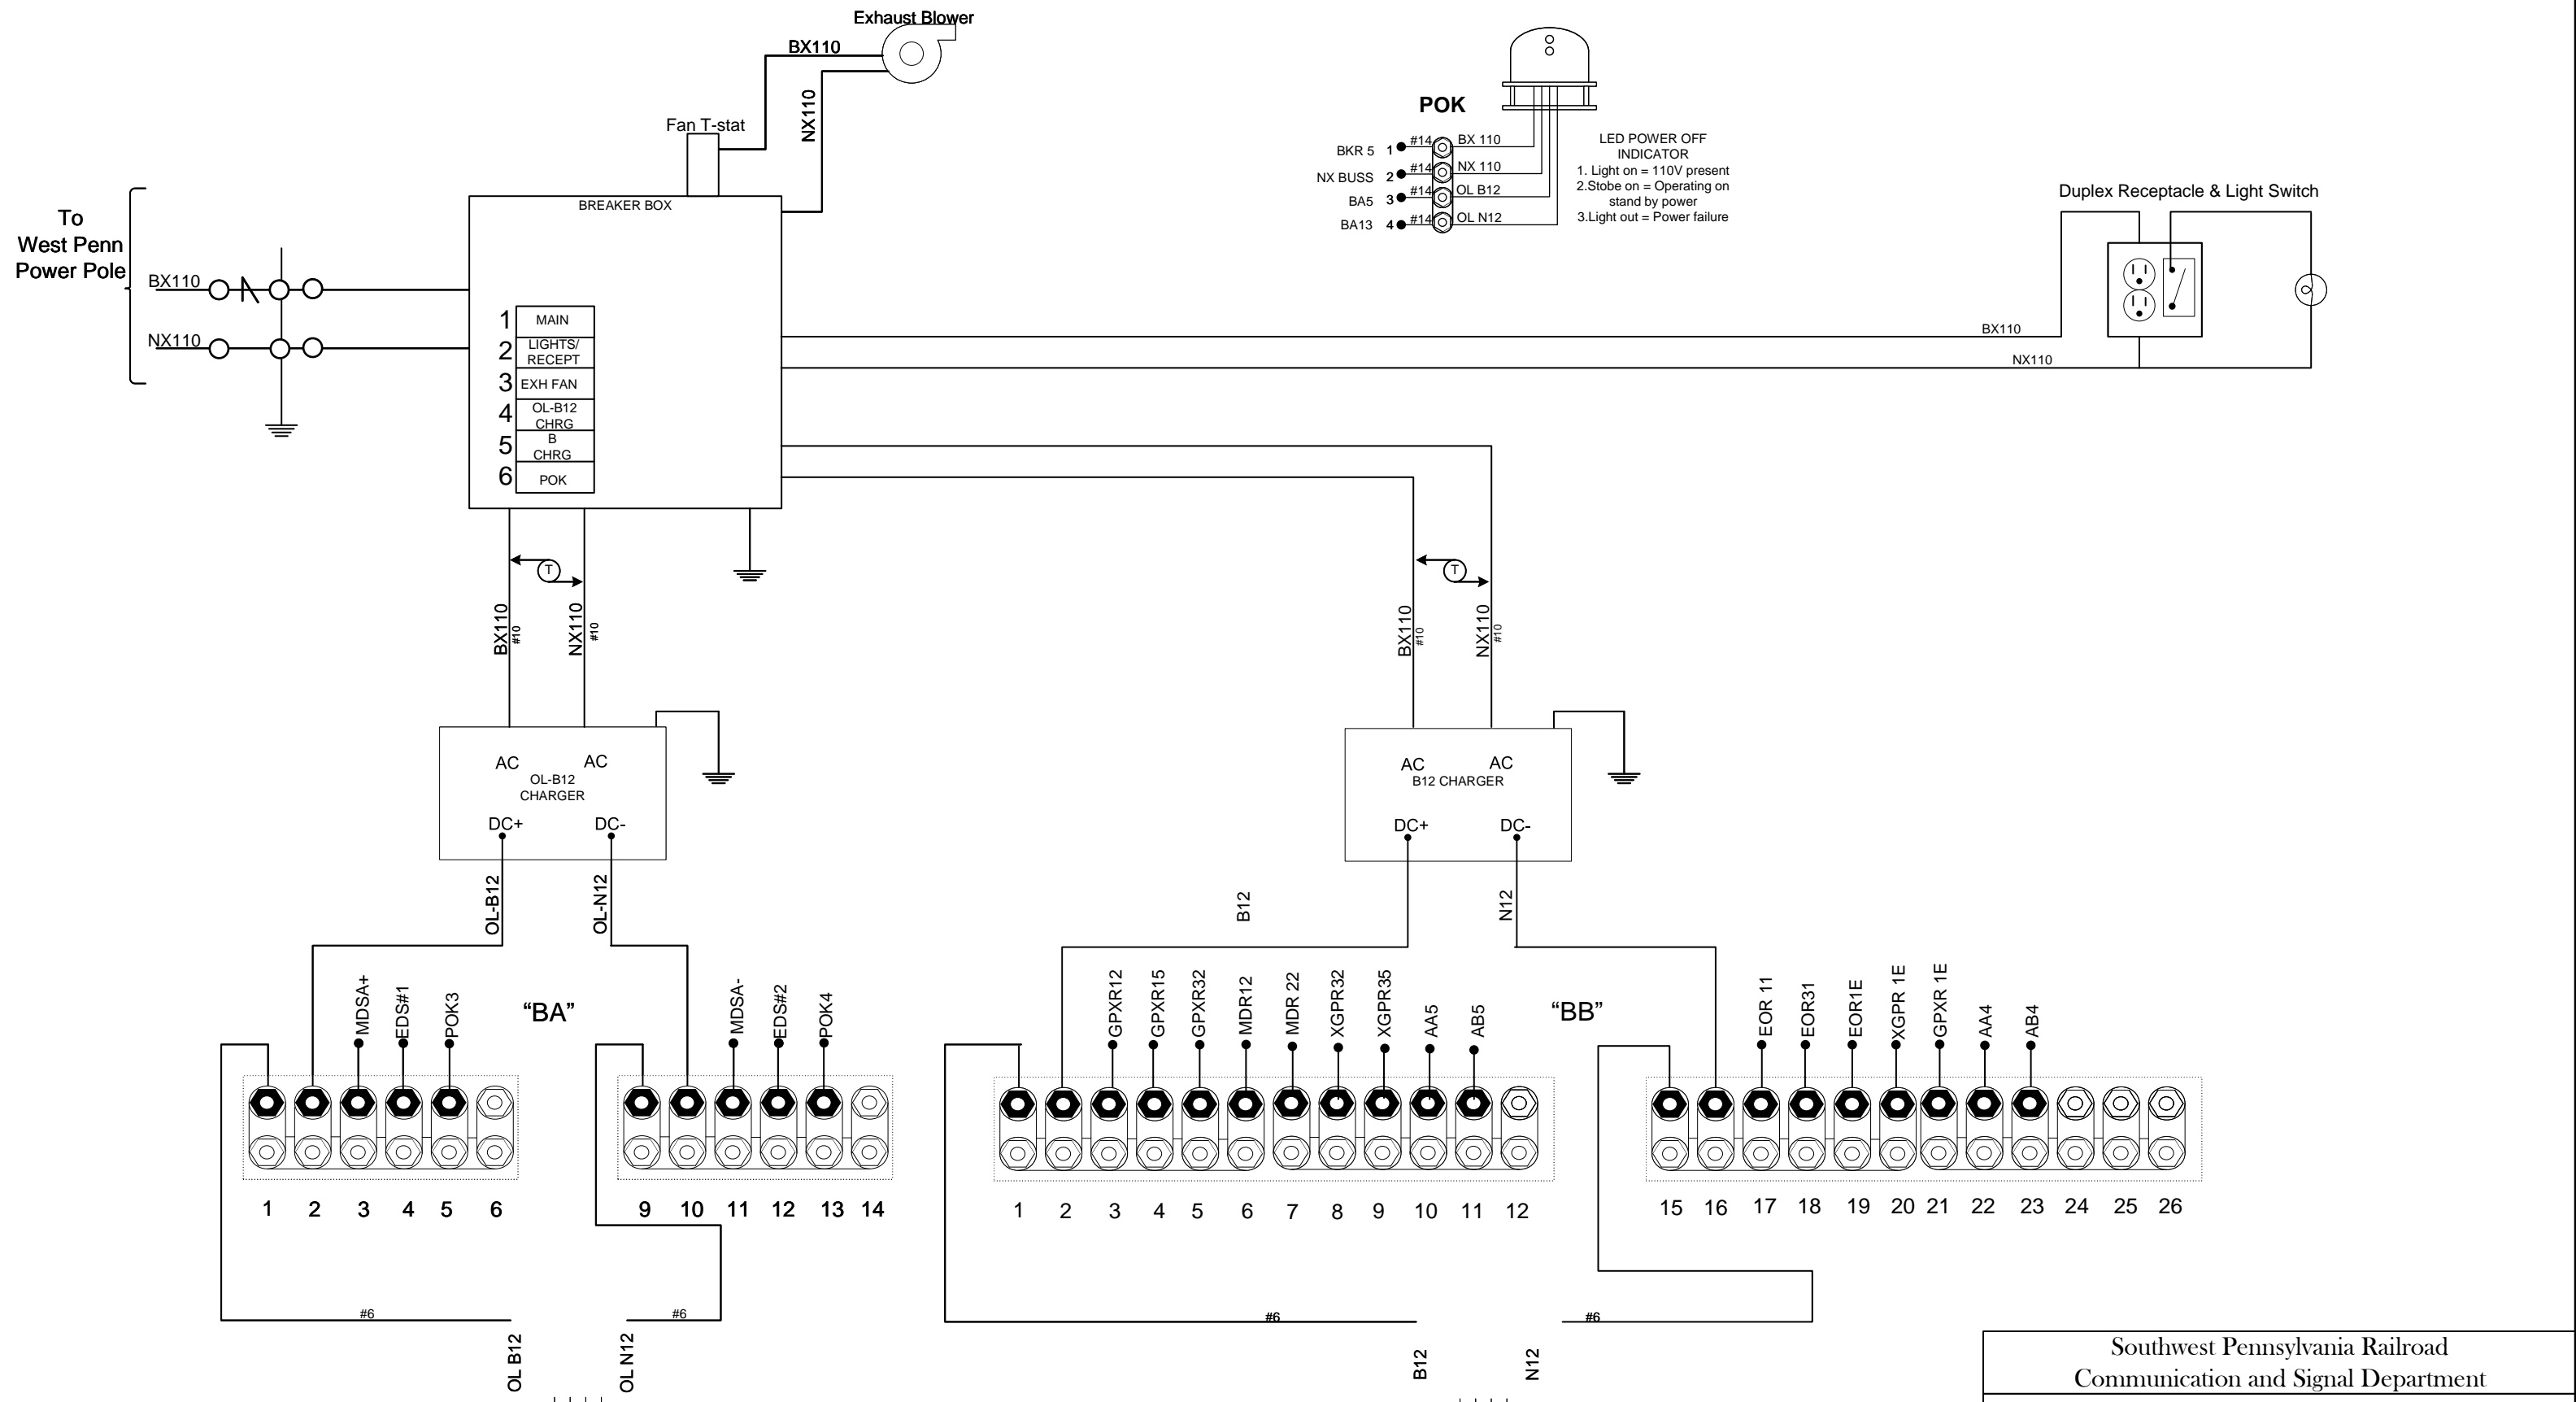 Exhaust Blower
BX110
NX110
Fan T-stat
BREAKER BOX
To
West Penn
Power Pole
BX110
NX110
1 MAIN
2 LIGHTS/
RECEPT
3 EXH FAN
4 OL-B12
CHRG
5 B
CHRG
6 POK
POK
BKR 5 1 #14 BX 110
NX BUSS 2 #14 NX 110
BA5 3 #14 OL B12
BA13 4 #14 OL N12
LED POWER OFF
INDICATOR
1. Light on = 110V present
2.Stobe on = Operating on
stand by power
3.Light out = Power failure
Duplex Receptacle & Light Switch
BX110
NX110
T
BX110
#10
NX110
#10
T
BX110
#10
NX110
#10
AC AC
OL-B12
CHARGER
DC+ DC-
OL-B12
OL-N12
AC AC
B12 CHARGER
DC+ DC-
B12
N12
MDSA+
EDS#1
POK3
"BA"
MDSA-
EDS#2
POK4
GPXR12
GPXR15
GPXR32
MDR12
MDR 22
XGPR32
XGPR35
AA5
AB5
"BB"
EOR 11
EOR31
EOR1E
XGPR 1E
GPXR 1E
AA4
AB4
1 2 3 4 5 6
9 10 11 12 13 14
1 2 3 4 5 6 7 8 9 10 11 12
15 16 17 18 19 20 21 22 23 24 25 26
#6
#6
#6
#6
OL B12
OL N12
B12
N12
Southwest Pennsylvania Railroad
Communication and Signal Department